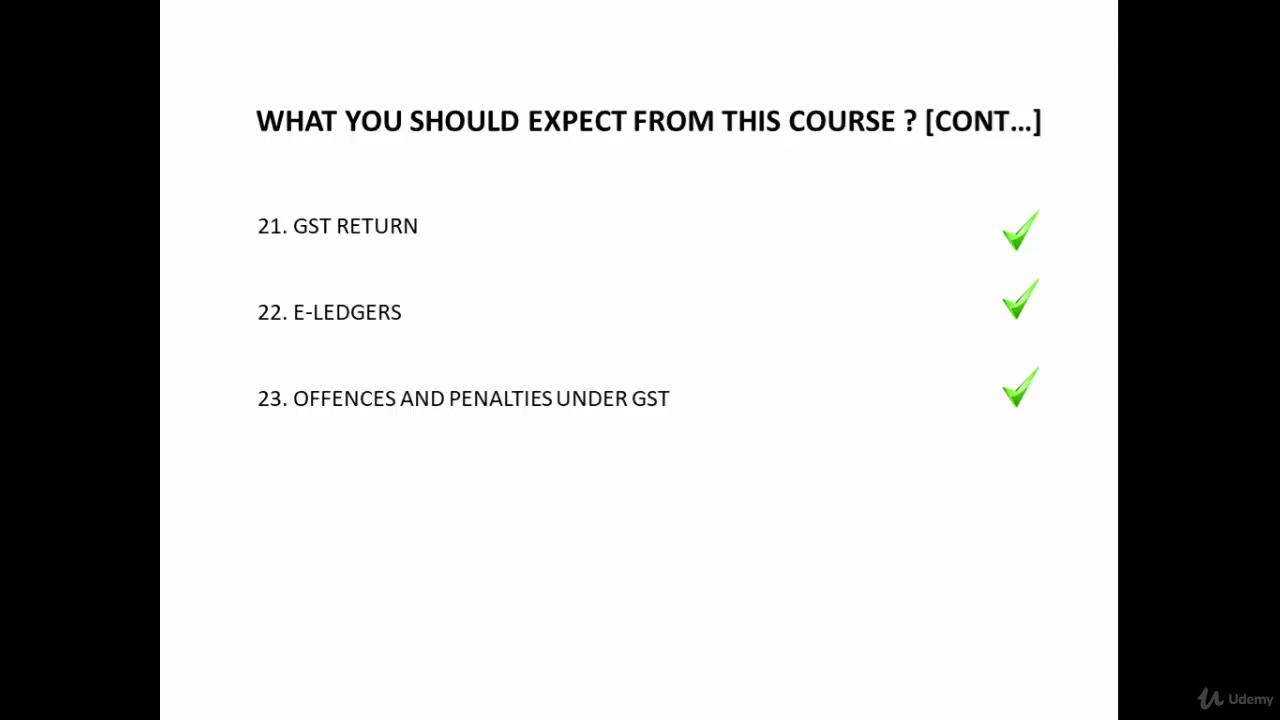 WHAT YOU SHOULD EXPECT FROM THIS COURSE ? [CONT...]
21. GST RETURN
22. E-LEDGERS
23. OFFENCES AND PENALTIES UNDER GST
Udemy